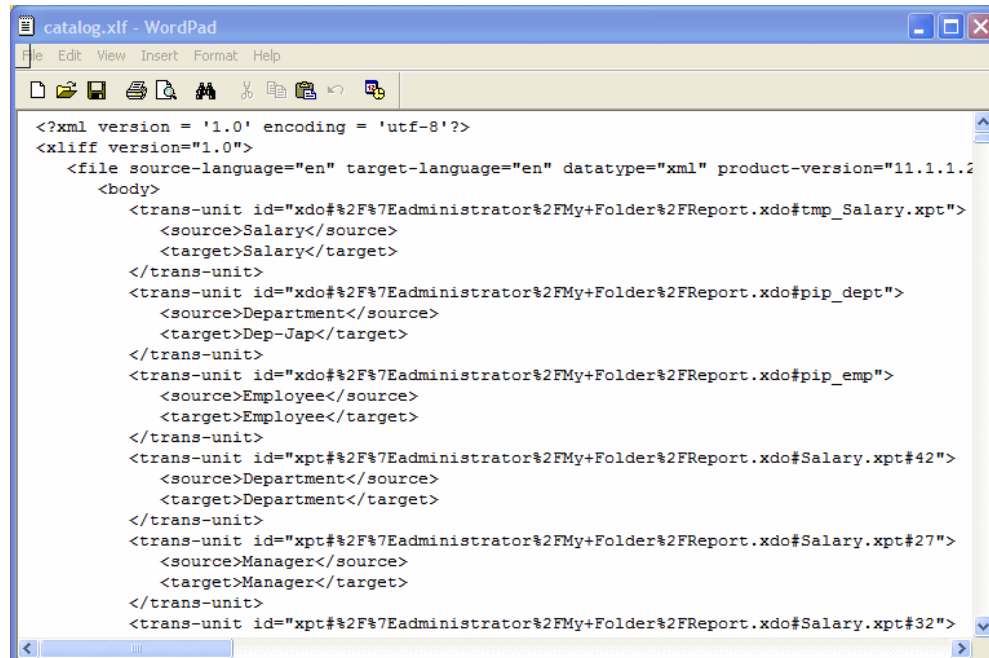 catalog.xlf - WordPad
File Edit View Insert Format Help
<?xml version = '1.0' encoding = 'utf-8'?>
<xliff version="1.0">
<file source-language="en" target-language="en" datatype="xml" product-version="11.1.1.2
<body>
<trans-unit id="xdo#%2F%7Eadministrator%2FMy+Folder%2FReport.xdo#tmp_Salary.xpt">
<source>Salary</source>
<target>Salary</target>
</trans-unit>
<trans-unit id="xdo#%2F%7Eadministrator%2FMy+Folder%2FReport.xdo#pip_dept">
<source>Department</source>
<target>Dep-Jap</target>
</trans-unit>
<trans-unit id="xdo#%2F%7Eadministrator%2FMy+Folder%2FReport.xdo#pip_emp">
<source>Employee</source>
<target>Employee</target>
</trans-unit>
<trans-unit id="xpt#%2F%7Eadministrator%2FMy+Folder%2FReport.xdo#Salary.xpt#42">
<source>Department</source>
<target>Department</target>
</trans-unit>
<trans-unit id="xpt#%2F%7Eadministrator%2FMy+Folder%2FReport.xdo#Salary.xpt#27">
<source>Manager</source>
<target>Manager</target>
</trans-unit>
<trans-unit id="xpt#%2F%7Eadministrator%2FMy+Folder%2FReport.xdo#Salary.xpt#32">